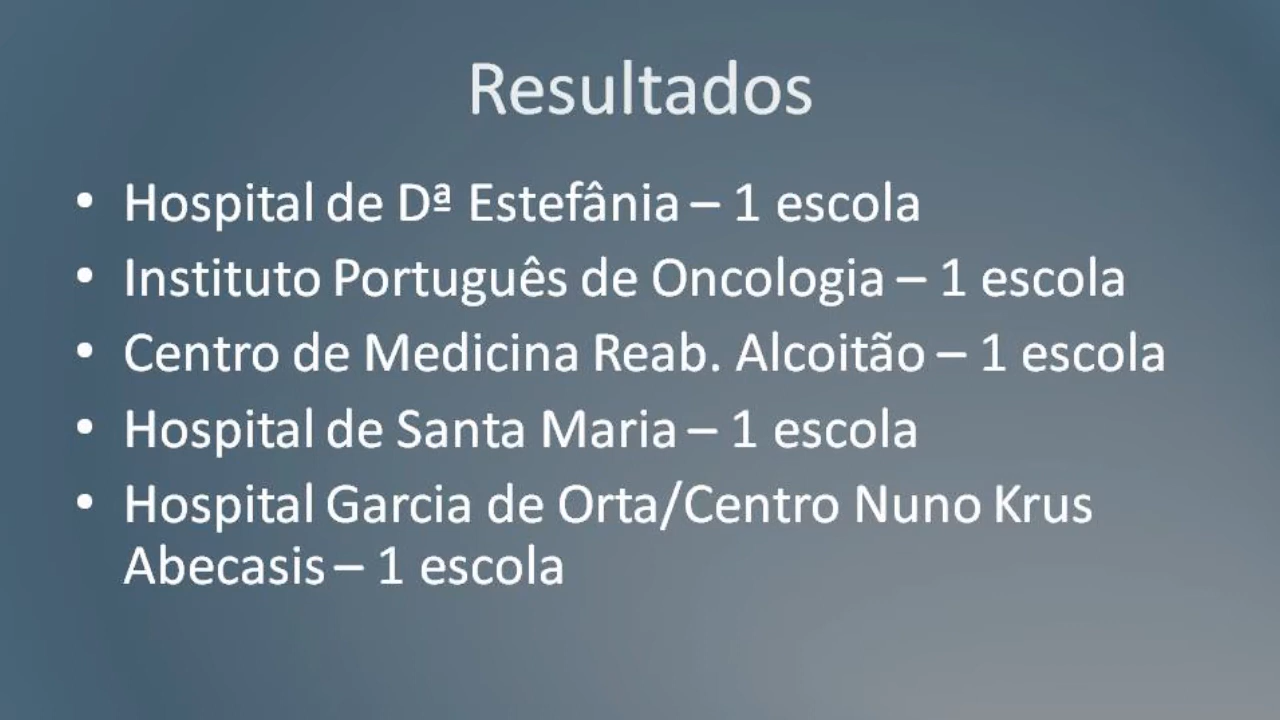 Resultados
• Hospital de Dª Estefânia – 1 escola
• Instituto Português de Oncologia – 1 escola
• Centro de Medicina Reab. Alcoitão – 1 escola
• Hospital de Santa Maria – 1 escola
• Hospital Garcia de Orta/Centro Nuno Krus
Abecasis – 1 escola